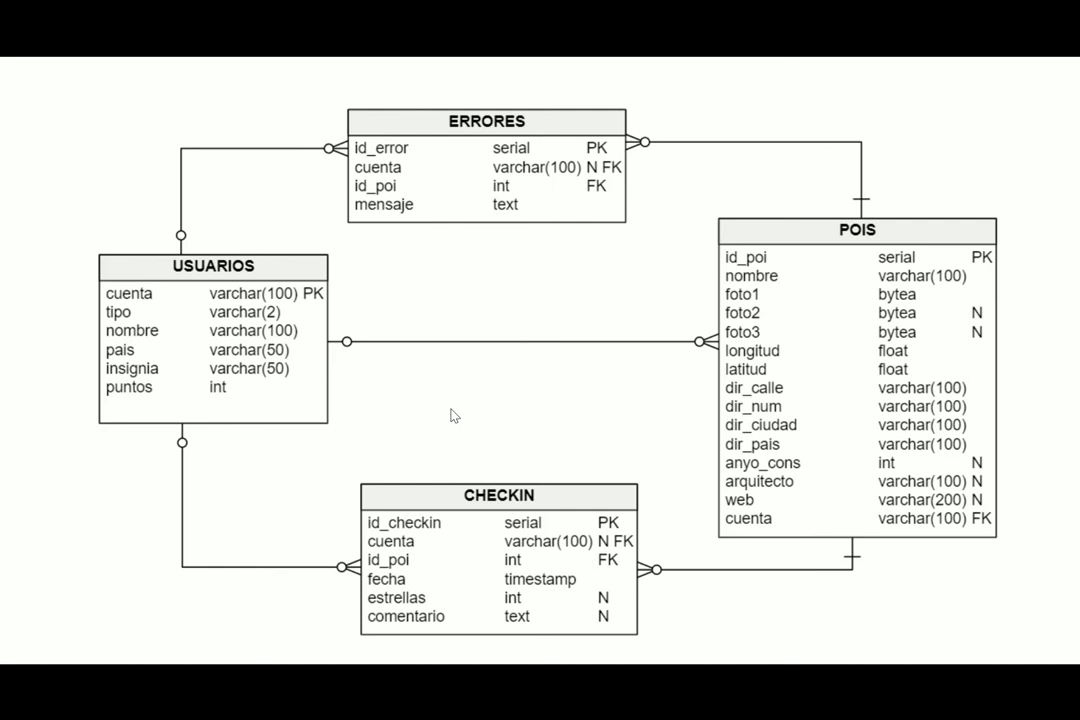 ERRORES
id_error serial PK
cuenta varchar(100) N FK
id_poi int FK
mensaje text
USUARIOS
cuenta varchar(100) PK
tipo varchar(2)
nombre varchar(100)
pais varchar(50)
insignia varchar(50)
puntos int
POIS
id_poi serial PK
nombre varchar(100)
foto1 bytea
foto2 bytea N
foto3 bytea N
longitud float
latitud float
dir_calle varchar(100)
dir_num varchar(100)
dir_ciudad varchar(100)
dir_pais varchar(100)
anyo_cons int N
arquitecto varchar(100) N
web varchar(200) N
cuenta varchar(100) FK
CHECKIN
id_checkin serial PK
cuenta varchar(100) N FK
id_poi int FK
fecha timestamp
estrellas int N
comentario text N